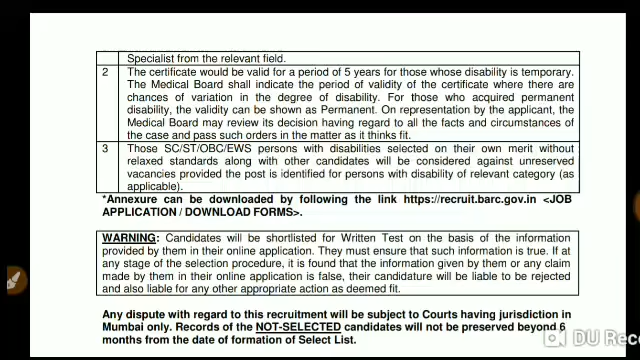 Specialist from the relevant field.
2 The certificate would be valid for a period of 5 years for those whose disability is temporary.
The Medical Board shall indicate the period of validity of the certificate where there are
chances of variation in the degree of disability. For those who acquired permanent
disability, the validity can be shown as Permanent. On representation by the applicant, the
Medical Board may review its decision having regard to all the facts and circumstances of
the case and pass such orders in the matter as it thinks fit.
3 Those SC/ST/OBC/EWS persons with disabilities selected on their own merit without
relaxed standards along with other candidates will be considered against unreserved
vacancies provided the post is identified for persons with disability of relevant category (as
applicable).
*Annexure can be downloaded by following the link https://recruit.barc.gov.in <JOB
APPLICATION / DOWNLOAD FORMS>.
WARNING: Candidates will be shortlisted for Written Test on the basis of the information
provided by them in their online application. They must ensure that such information is true. If at
any stage of the selection procedure, it is found that the information given by them or any claim
made by them in their online application is false, their candidature will be liable to be rejected
and also liable for any other appropriate action as deemed fit.
Any dispute with regard to this recruitment will be subject to Courts having jurisdiction in
Mumbai only. Records of the NOT-SELECTED candidates will not be preserved beyond 6
months from the date of formation of Select List.
DU Rec